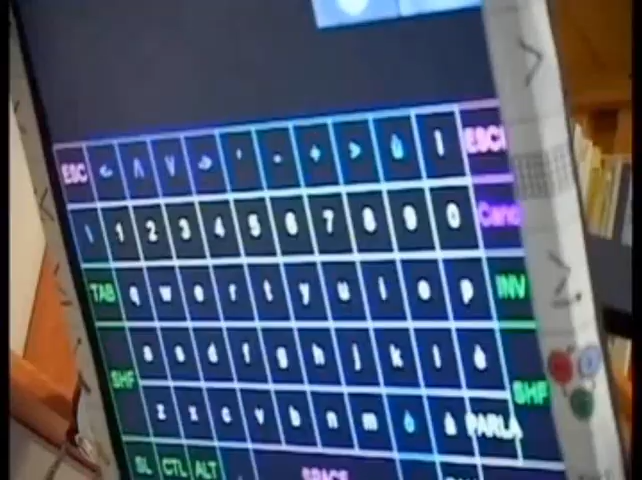 ESC < Λ V > ' - + > ù ì ESCI
\ 1 2 3 4 5 6 7 8 9 0 Canc
TAB q w e r t y u i o p INV
SHF a s d f g h j k l è SHF
z x c v b n m ò à PARLA
SL CTL ALT SPACE